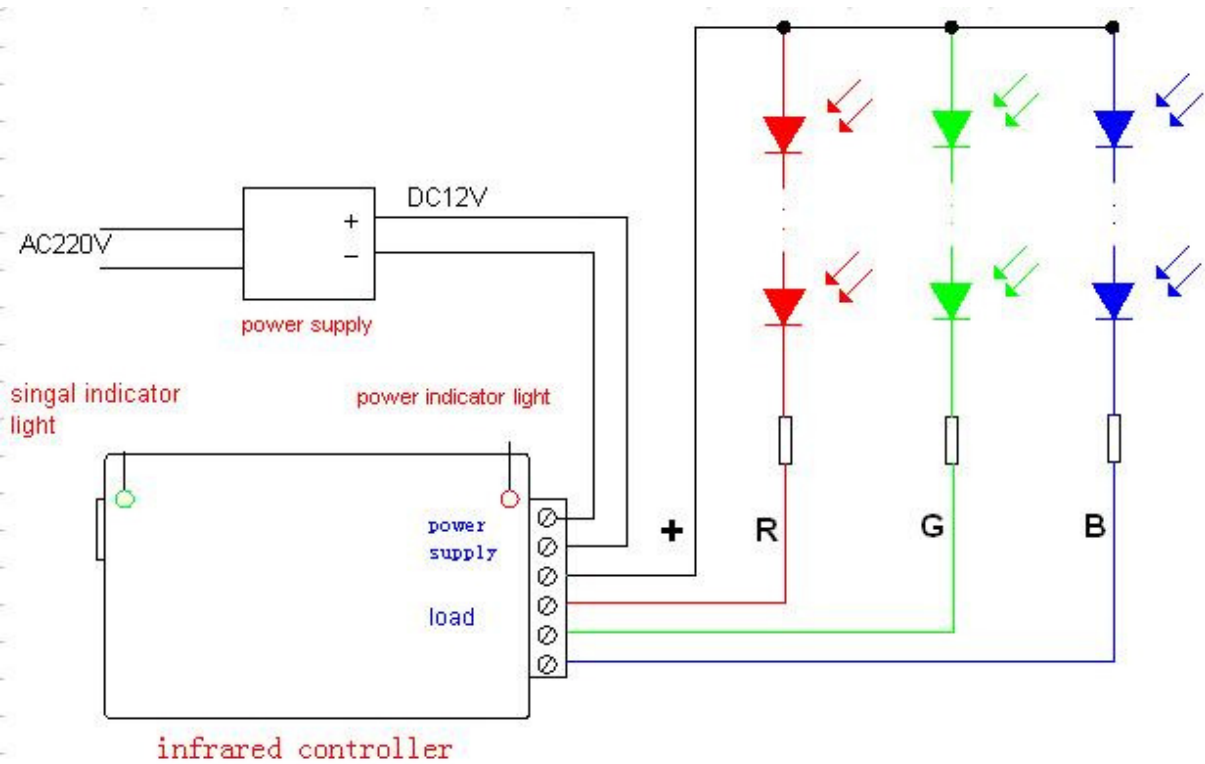 DC12V
+
−
AC220V
power supply
singal indicator
light
power indicator light
power
supply
load
+
R
G
B
infrared controller